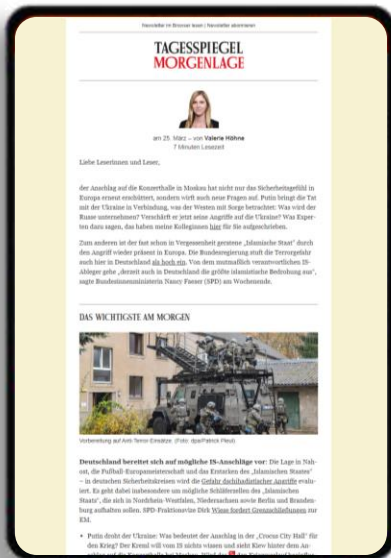 Newsletter im Browser lesen | Newsletter abonnieren
TAGESSPIEGEL
MORGENLAGE
am 25. März – von Valerie Höhne
7 Minuten Lesezeit
Liebe Leserinnen und Leser,
der Anschlag auf die Konzerthalle in Moskau hat nicht nur das Sicherheitsgefühl in
Europa erneut erschüttert, sondern wirft auch neue Fragen auf. Putin bringt die Tat
mit der Ukraine in Verbindung, was der Westen mit Sorge betrachtet: Was wird der
Russe unternehmen? Verschärft er jetzt seine Angriffe auf die Ukraine? Was Exper-
ten dazu sagen, das haben meine Kolleginnen hier für Sie aufgeschrieben.
Zum anderen ist der fast schon in Vergessenheit geratene „Islamische Staat" durch
den Angriff wieder präsent in Europa. Die Bundesregierung stuft die Terrorgefahr
auch hier in Deutschland als hoch ein. Von dem mutmaßlich verantwortlichen IS-
Ableger gehe „derzeit auch in Deutschland die größte islamistische Bedrohung aus",
sagte Bundesinnenministerin Nancy Faeser (SPD) am Wochenende.
DAS WICHTIGSTE AM MORGEN
Vorbereitung auf Anti-Terror-Einsätze. (Foto: dpa/Patrick Pleul)
Deutschland bereitet sich auf mögliche IS-Anschläge vor: Die Lage in Nah-
ost, die Fußball-Europameisterschaft und das Erstarken des „Islamischen Staates"
– in deutschen Sicherheitskreisen wird die Gefahr dschihadistischer Angriffe evalu-
iert. Es geht dabei insbesondere um mögliche Schläferzellen des „Islamischen
Staats", die sich in Nordrhein-Westfalen, Niedersachsen sowie Berlin und Branden-
burg aufhalten sollen. SPD-Fraktionsvize Dirk Wiese fordert Grenzschließungen zur
EM.
• Putin droht der Ukraine: Was bedeutet der Anschlag in der „Crocus City Hall" für
den Krieg? Der Kreml will vom IS nichts wissen und sieht Kiew hinter dem An-